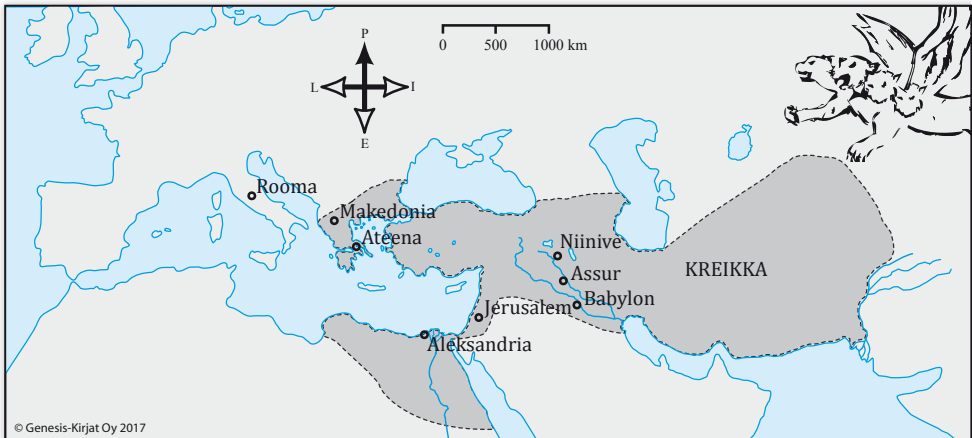 P
L
I
E
0 500 1000 km
Rooma
Makedonia
Ateena
Niinive
Assur
KREIKKA
Babylon
Jerusalem
Aleksandria
© Genesis-Kirjat Oy 2017